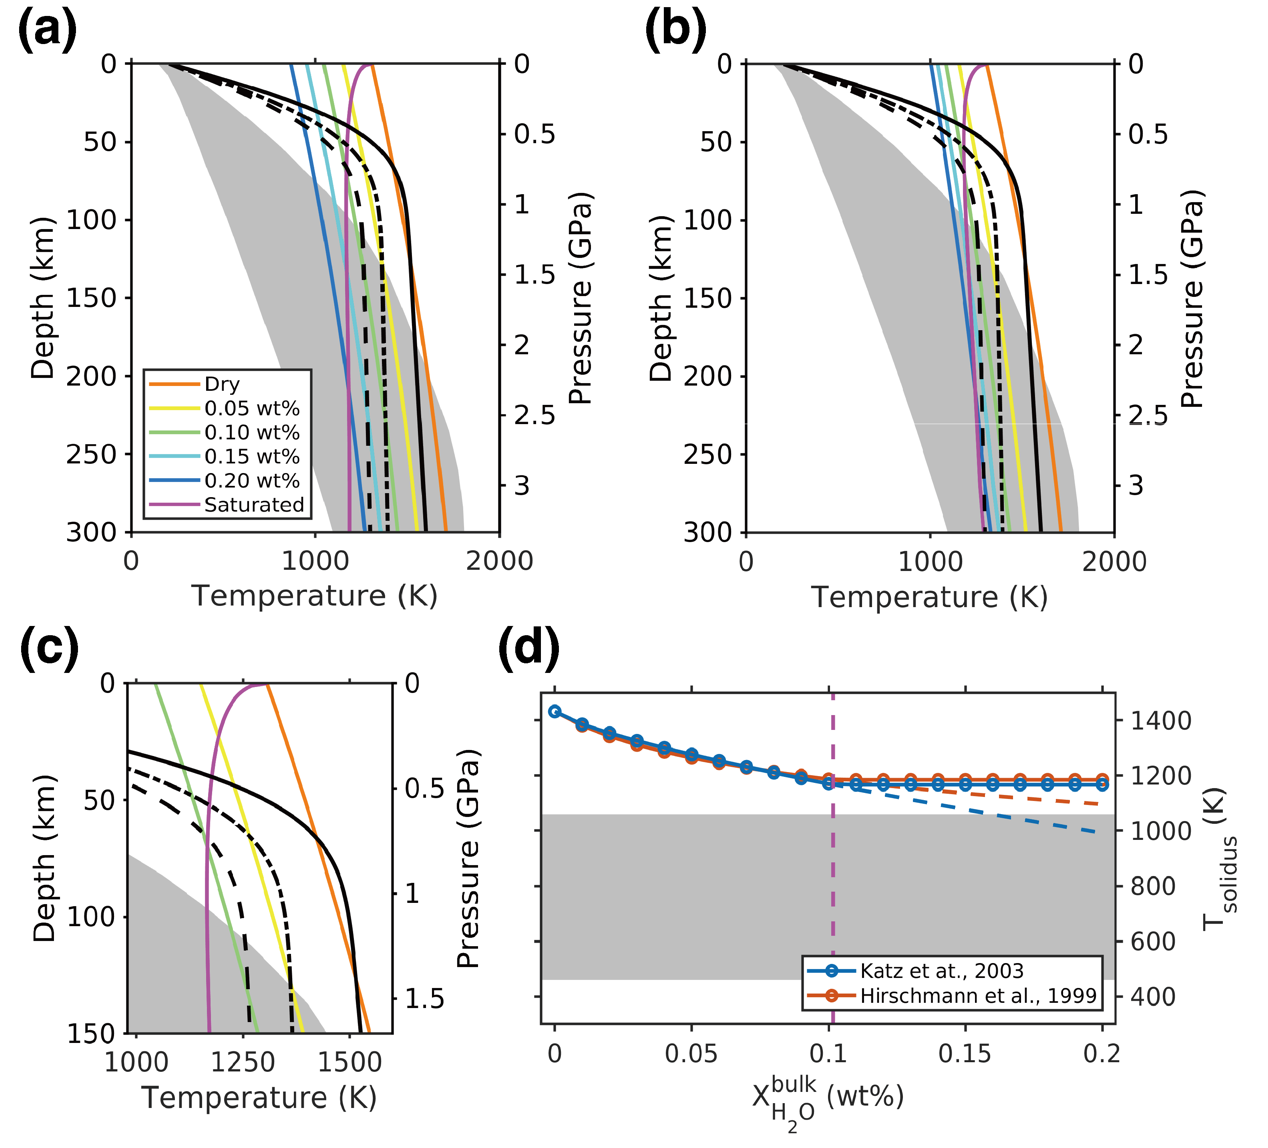 (a)
0
50
100
150
200
250
300
Depth (km)
0
0.5
1
1.5
2
2.5
3
Pressure (GPa)
Dry
0.05 wt%
0.10 wt%
0.15 wt%
0.20 wt%
Saturated
0
1000
2000
Temperature (K)
(b)
0
50
100
150
200
250
300
Depth (km)
0
0.5
1
1.5
2
2.5
3
Pressure (GPa)
0
1000
2000
Temperature (K)
(c)
0
50
100
150
Depth (km)
0
0.5
1
1.5
Pressure (GPa)
1000
1250
1500
Temperature (K)
(d)
1400
1200
1000
800
600
400
T solidus (K)
Katz et at., 2003
Hirschmann et al., 1999
0
0.05
0.1
0.15
0.2
X bulk H2O (wt%)